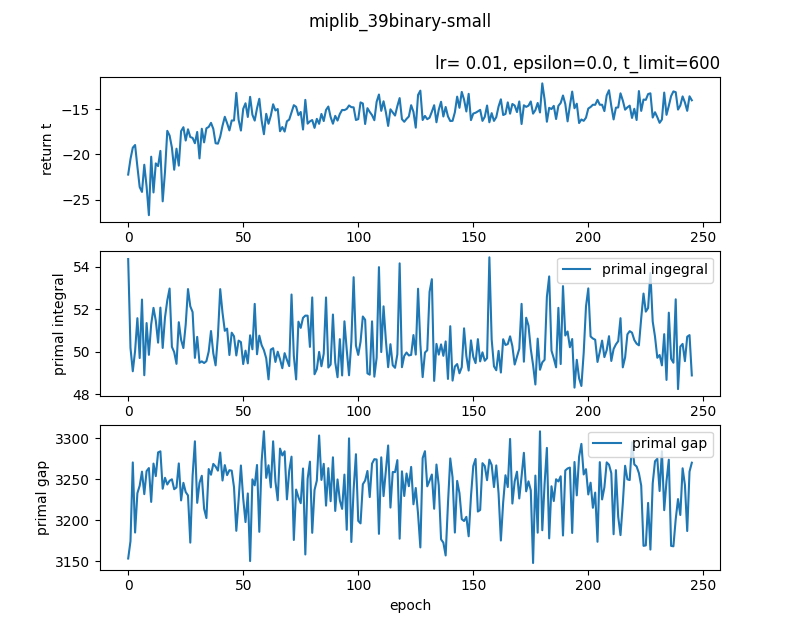 miplib_39binary-small
lr= 0.01, epsilon=0.0, t_limit=600
return t
−15
−20
−25
0 50 100 150 200 250
primal integral
54
52
50
48
primal ingegral
0 50 100 150 200 250
primal gap
3300
3250
3200
3150
primal gap
0 50 100 150 200 250
epoch